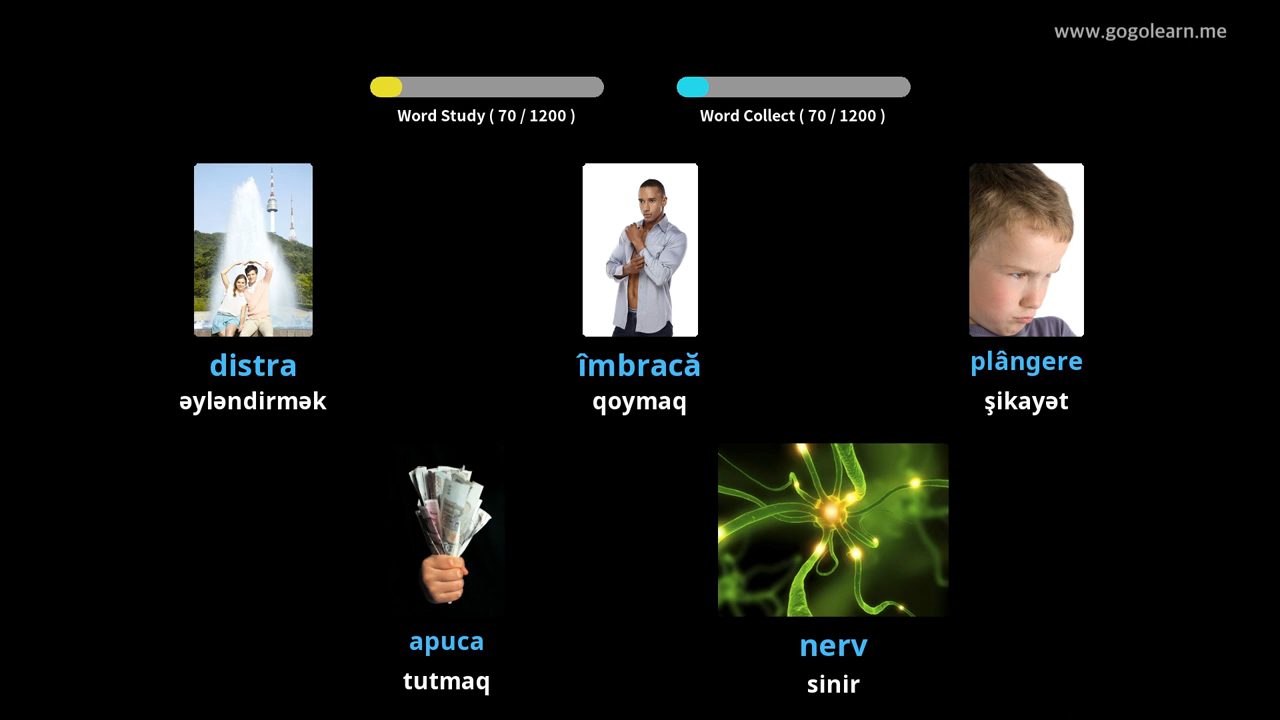 www.gogolearn.me
Word Study ( 70 / 1200 )
Word Collect ( 70 / 1200 )
distra
îmbracă
plângere
əyləndirmək
qoymaq
şikayət
apuca
nerv
tutmaq
sinir